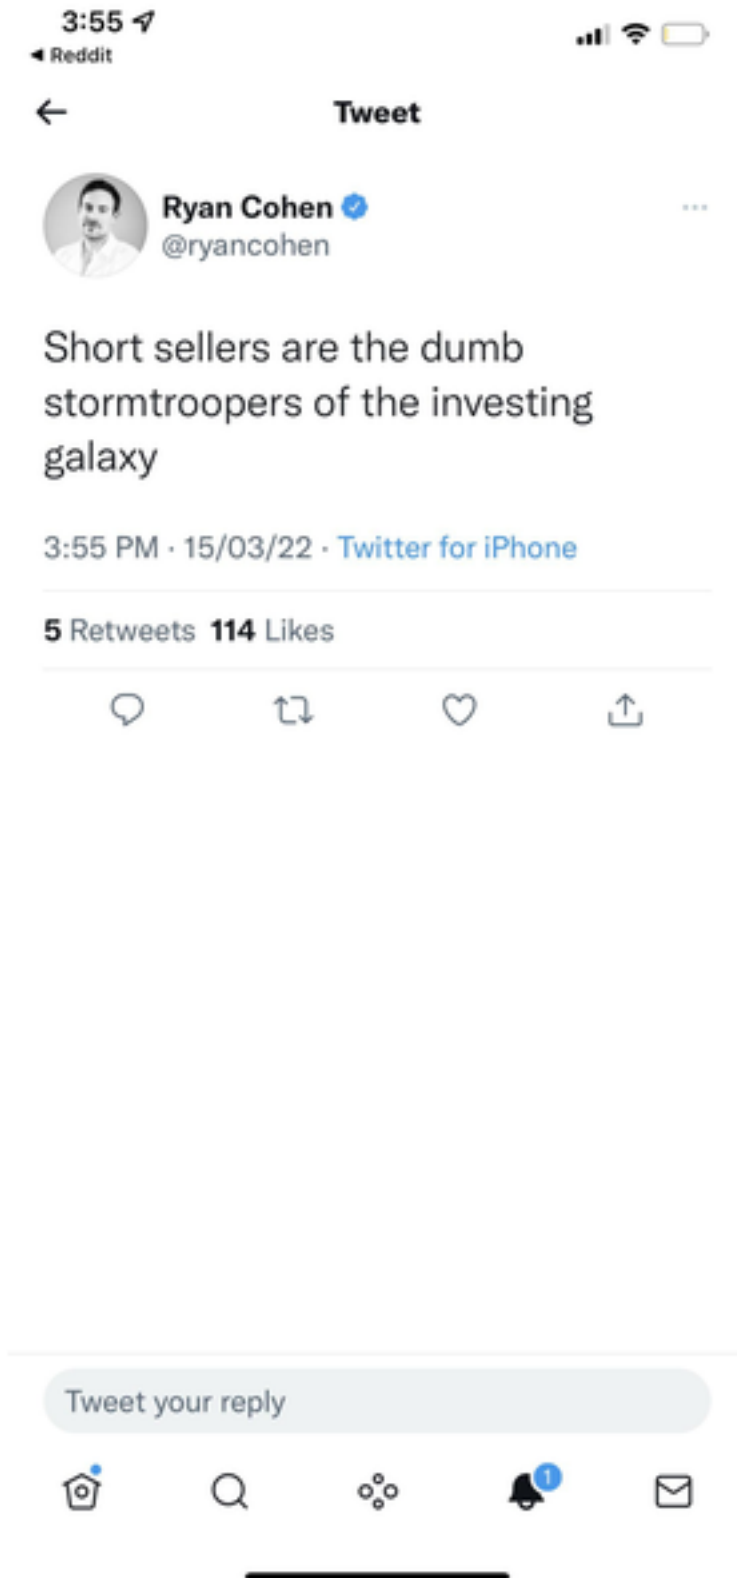 3:55
◀ Reddit
Tweet
Ryan Cohen
@ryancohen
Short sellers are the dumb
stormtroopers of the investing
galaxy
3:55 PM · 15/03/22 · Twitter for iPhone
5 Retweets 114 Likes
Tweet your reply
1